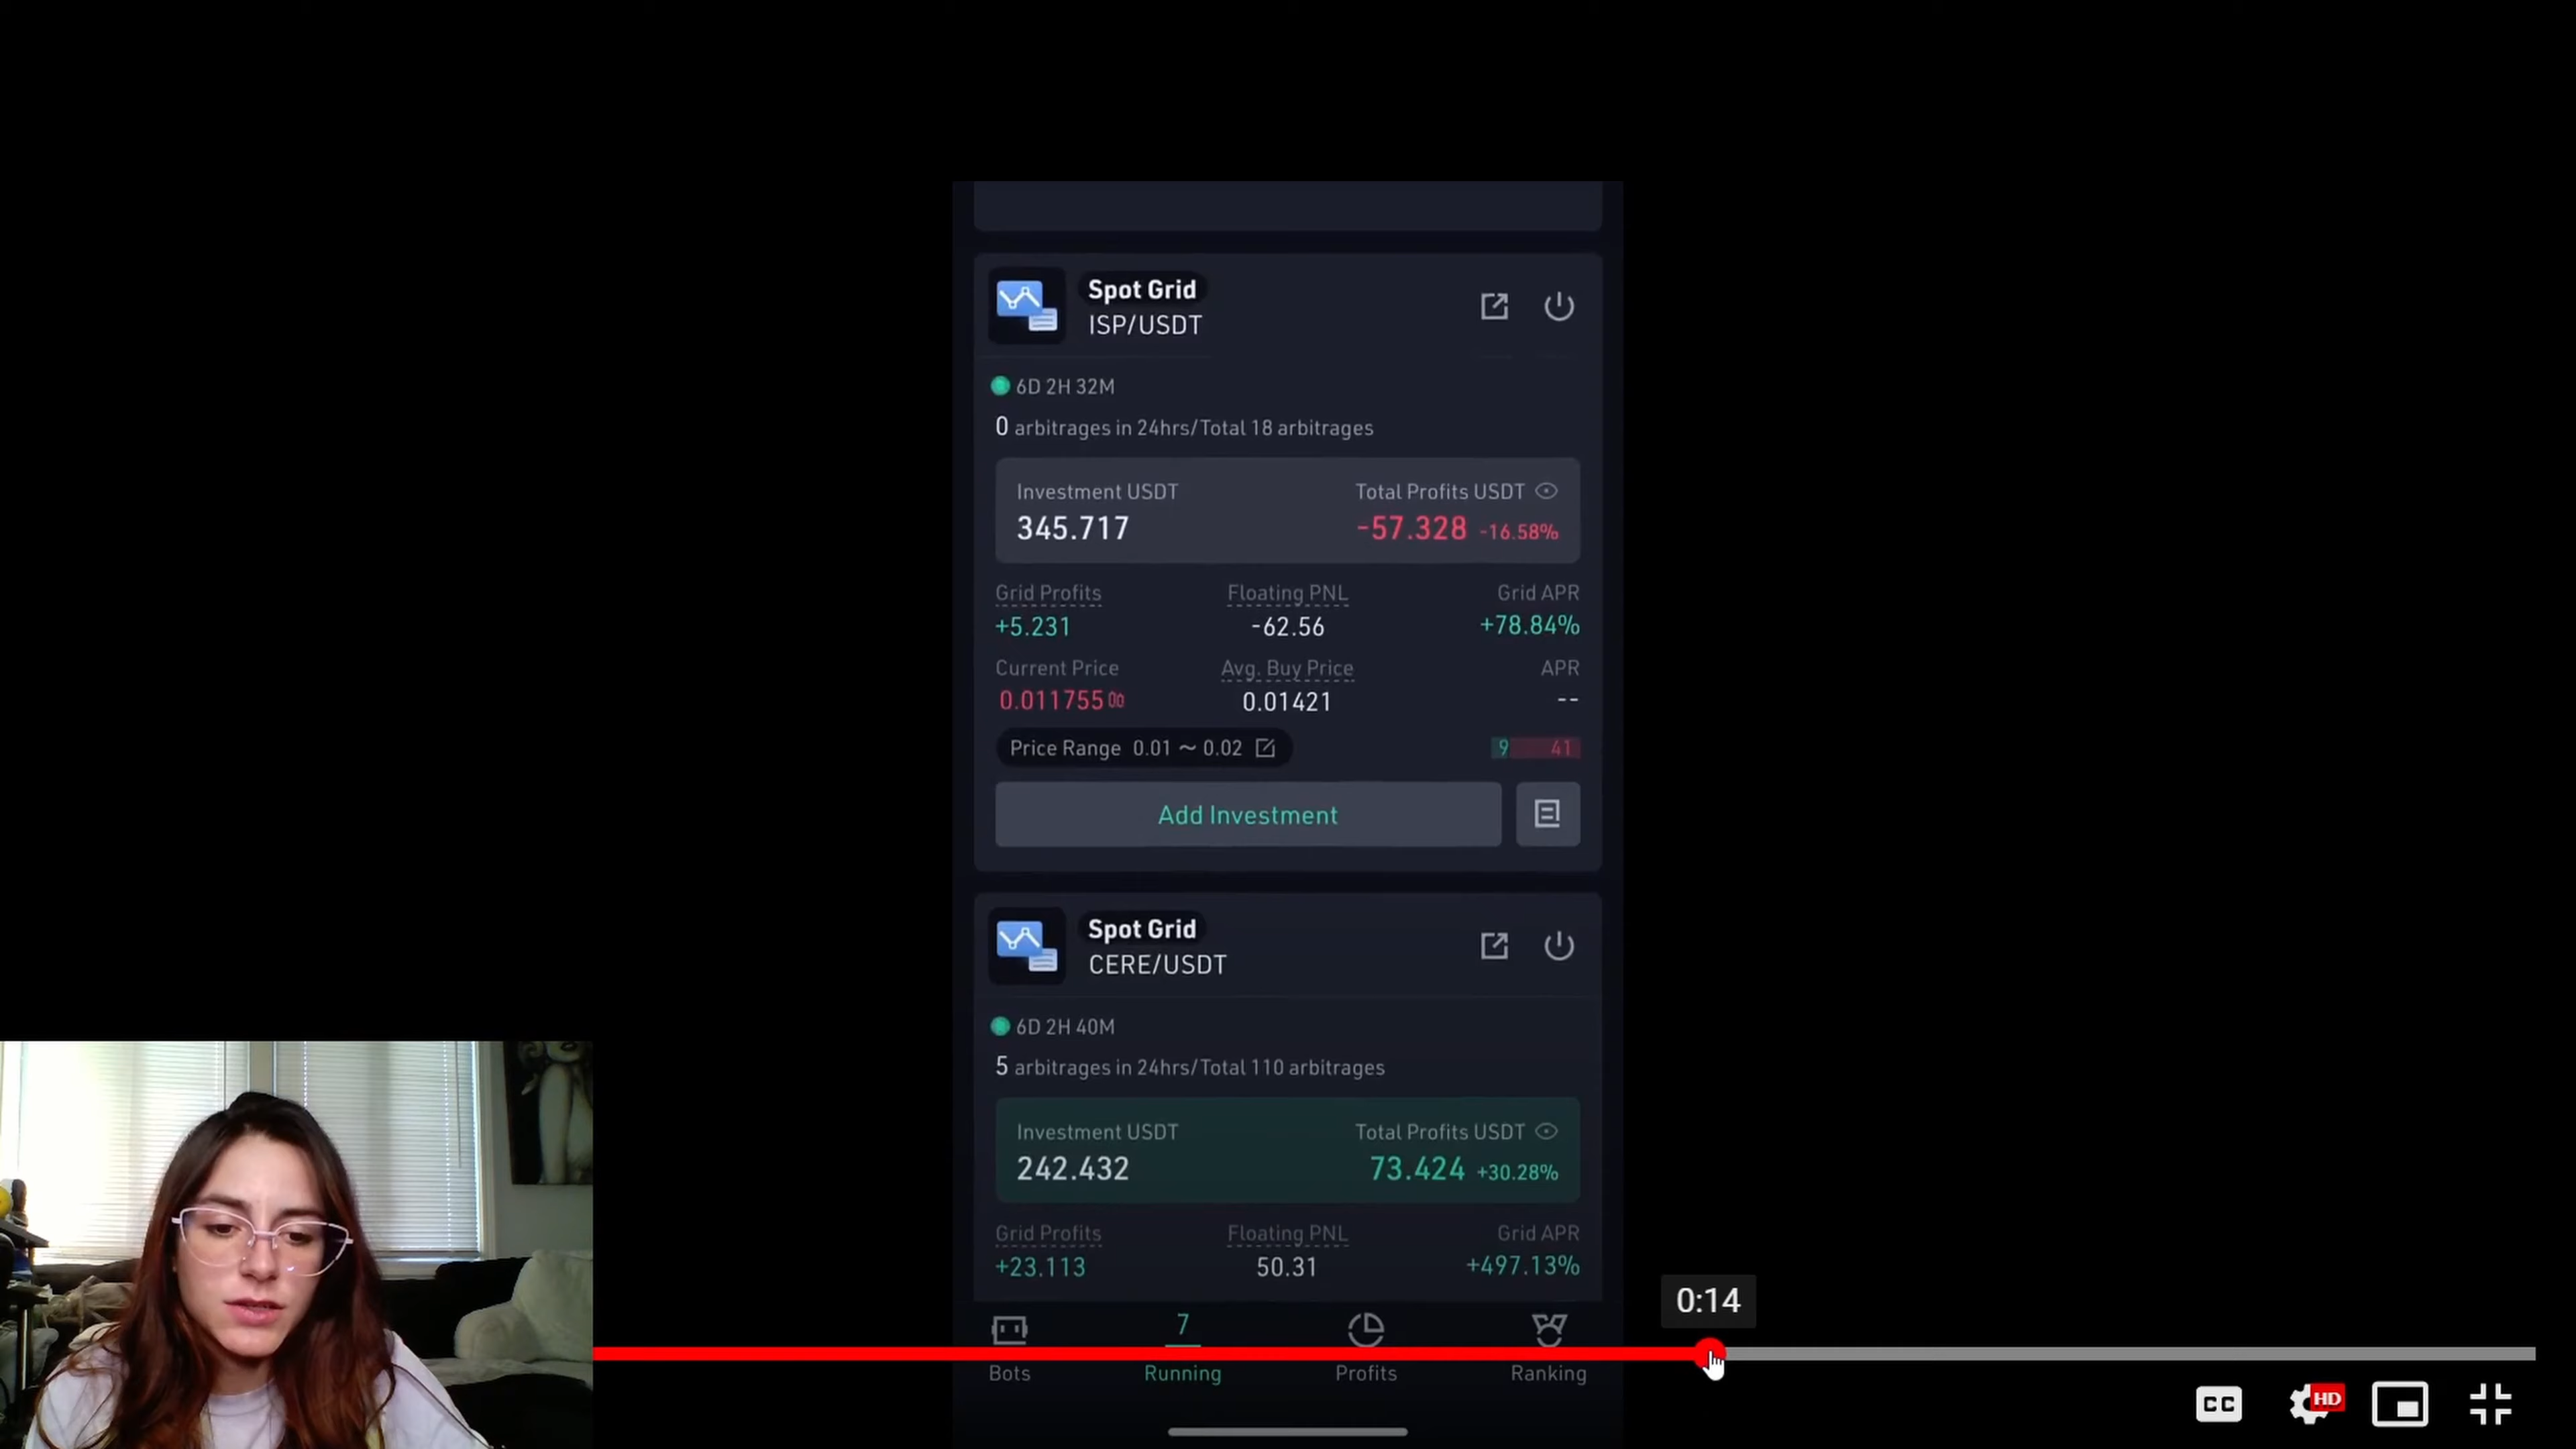 Spot Grid
ISP/USDT
6D 2H 32M
0 arbitrages in 24hrs/Total 18 arbitrages
Investment USDT Total Profits USDT
345.717 -57.328 -16.58%
Grid Profits Floating PNL Grid APR
+5.231 -62.56 +78.84%
Current Price Avg. Buy Price APR
0.011755 0.01421 --
Price Range 0.01 ~ 0.02 9 41
Add Investment
Spot Grid
CERE/USDT
6D 2H 40M
5 arbitrages in 24hrs/Total 110 arbitrages
Investment USDT Total Profits USDT
242.432 73.424 +30.28%
Grid Profits Floating PNL Grid APR
+23.113 50.31 +497.13%
0:14
7
Bots Running Profits Ranking
CC HD